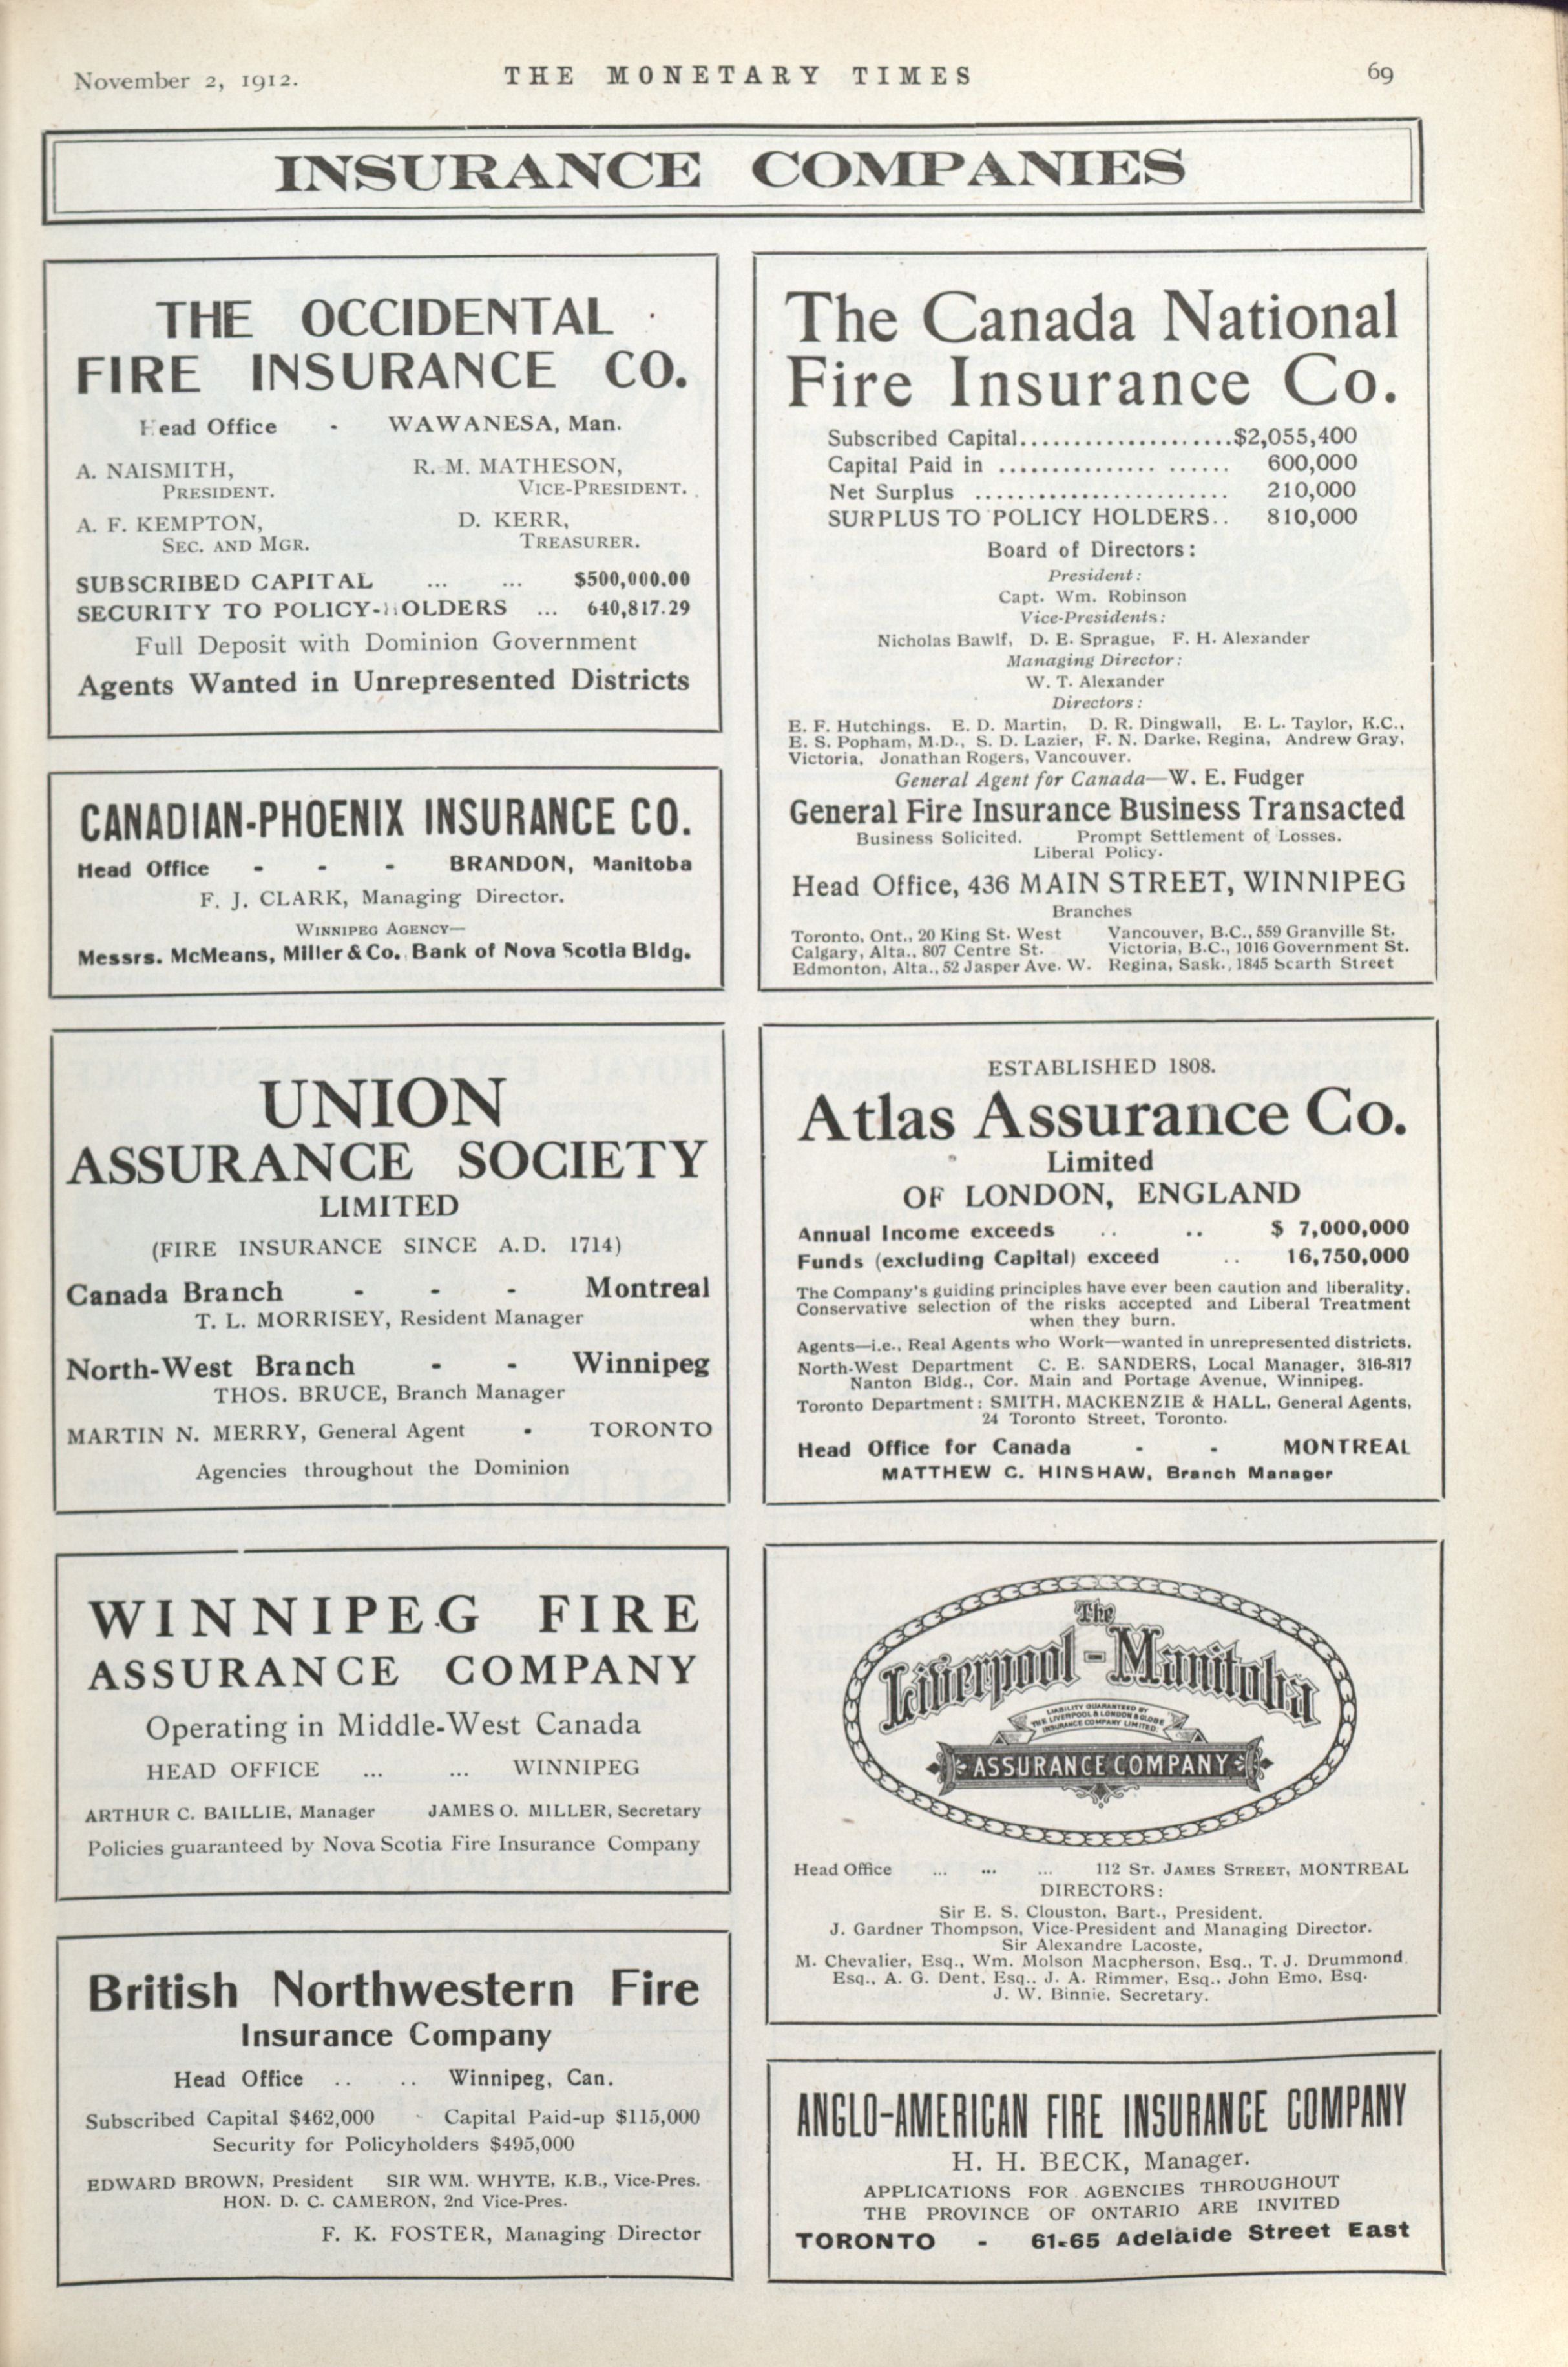 November 2, 1912.
THE MONETARY TIMES
69
INSURANCE COMPANIES
THE OCCIDENTAL
FIRE INSURANCE CO.
Head Office - WAWANESA, Man.
A. NAISMITH, R. M. MATHESON,
PRESIDENT. VICE-PRESIDENT.
A. F. KEMPTON, D. KERR,
SEC. AND MGR. TREASURER.
SUBSCRIBED CAPITAL ... ... $500,000.00
SECURITY TO POLICY-HOLDERS ... 640,817.29
Full Deposit with Dominion Government
Agents Wanted in Unrepresented Districts
CANADIAN-PHOENIX INSURANCE CO.
Head Office - - - BRANDON, Manitoba
F. J. CLARK, Managing Director.
WINNIPEG AGENCY—
Messrs. McMeans, Miller & Co. Bank of Nova Scotia Bldg.
UNION
ASSURANCE SOCIETY
LIMITED
(FIRE INSURANCE SINCE A.D. 1714)
Canada Branch - - - Montreal
T. L. MORRISEY, Resident Manager
North-West Branch - - Winnipeg
THOS. BRUCE, Branch Manager
MARTIN N. MERRY, General Agent - TORONTO
Agencies throughout the Dominion
WINNIPEG FIRE
ASSURANCE COMPANY
Operating in Middle-West Canada
HEAD OFFICE ... ... WINNIPEG
ARTHUR C. BAILLIE, Manager JAMES O. MILLER, Secretary
Policies guaranteed by Nova Scotia Fire Insurance Company
British Northwestern Fire
Insurance Company
Head Office .. .. Winnipeg, Can.
Subscribed Capital $462,000 - Capital Paid-up $115,000
Security for Policyholders $495,000
EDWARD BROWN, President SIR WM. WHYTE, K.B., Vice-Pres.
HON. D. C. CAMERON, 2nd Vice-Pres.
F. K. FOSTER, Managing Director
The Canada National
Fire Insurance Co.
Subscribed Capital....................$2,055,400
Capital Paid in ............... ...... 600,000
Net Surplus ........................ 210,000
SURPLUS TO POLICY HOLDERS.. 810,000
Board of Directors:
President:
Capt. Wm. Robinson
Vice-Presidents:
Nicholas Bawlf, D. E. Sprague, F. H. Alexander
Managing Director:
W. T. Alexander
Directors:
E. F. Hutchings, E. D. Martin, D. R. Dingwall, E. L. Taylor, K.C.,
E. S. Popham, M.D., S. D. Lazier, F. N. Darke, Regina, Andrew Gray,
Victoria, Jonathan Rogers, Vancouver.
General Agent for Canada—W. E. Fudger
General Fire Insurance Business Transacted
Business Solicited. Prompt Settlement of Losses.
Liberal Policy.
Head Office, 436 MAIN STREET, WINNIPEG
Branches
Toronto, Ont., 20 King St. West Vancouver, B.C., 559 Granville St.
Calgary, Alta., 807 Centre St. Victoria, B.C., 1016 Government St.
Edmonton, Alta., 52 Jasper Ave. W. Regina, Sask., 1845 Scarth Street
ESTABLISHED 1808.
Atlas Assurance Co.
Limited
OF LONDON, ENGLAND
Annual Income exceeds .. .. $ 7,000,000
Funds (excluding Capital) exceed .. 16,750,000
The Company's guiding principles have ever been caution and liberality.
Conservative selection of the risks accepted and Liberal Treatment
when they burn.
Agents—i.e., Real Agents who Work—wanted in unrepresented districts.
North-West Department C. E. SANDERS, Local Manager, 316-317
Nanton Bldg., Cor. Main and Portage Avenue, Winnipeg.
Toronto Department: SMITH, MACKENZIE & HALL, General Agents,
24 Toronto Street, Toronto.
Head Office for Canada - - MONTREAL
MATTHEW C. HINSHAW, Branch Manager
The
Liverpool-Manitoba
LIABILITY GUARANTEED BY
THE LIVERPOOL & LONDON & GLOBE
INSURANCE COMPANY LIMITED.
ASSURANCE COMPANY
Head Office ... ... ... 112 ST. JAMES STREET, MONTREAL
DIRECTORS:
Sir E. S. Clouston, Bart., President.
J. Gardner Thompson, Vice-President and Managing Director.
Sir Alexandre Lacoste,
M. Chevalier, Esq., Wm. Molson Macpherson, Esq., T. J. Drummond,
Esq., A. G. Dent, Esq., J. A. Rimmer, Esq., John Emo, Esq.
J. W. Binnie, Secretary.
ANGLO-AMERICAN FIRE INSURANCE COMPANY
H. H. BECK, Manager.
APPLICATIONS FOR AGENCIES THROUGHOUT
THE PROVINCE OF ONTARIO ARE INVITED
TORONTO - 61-65 Adelaide Street East